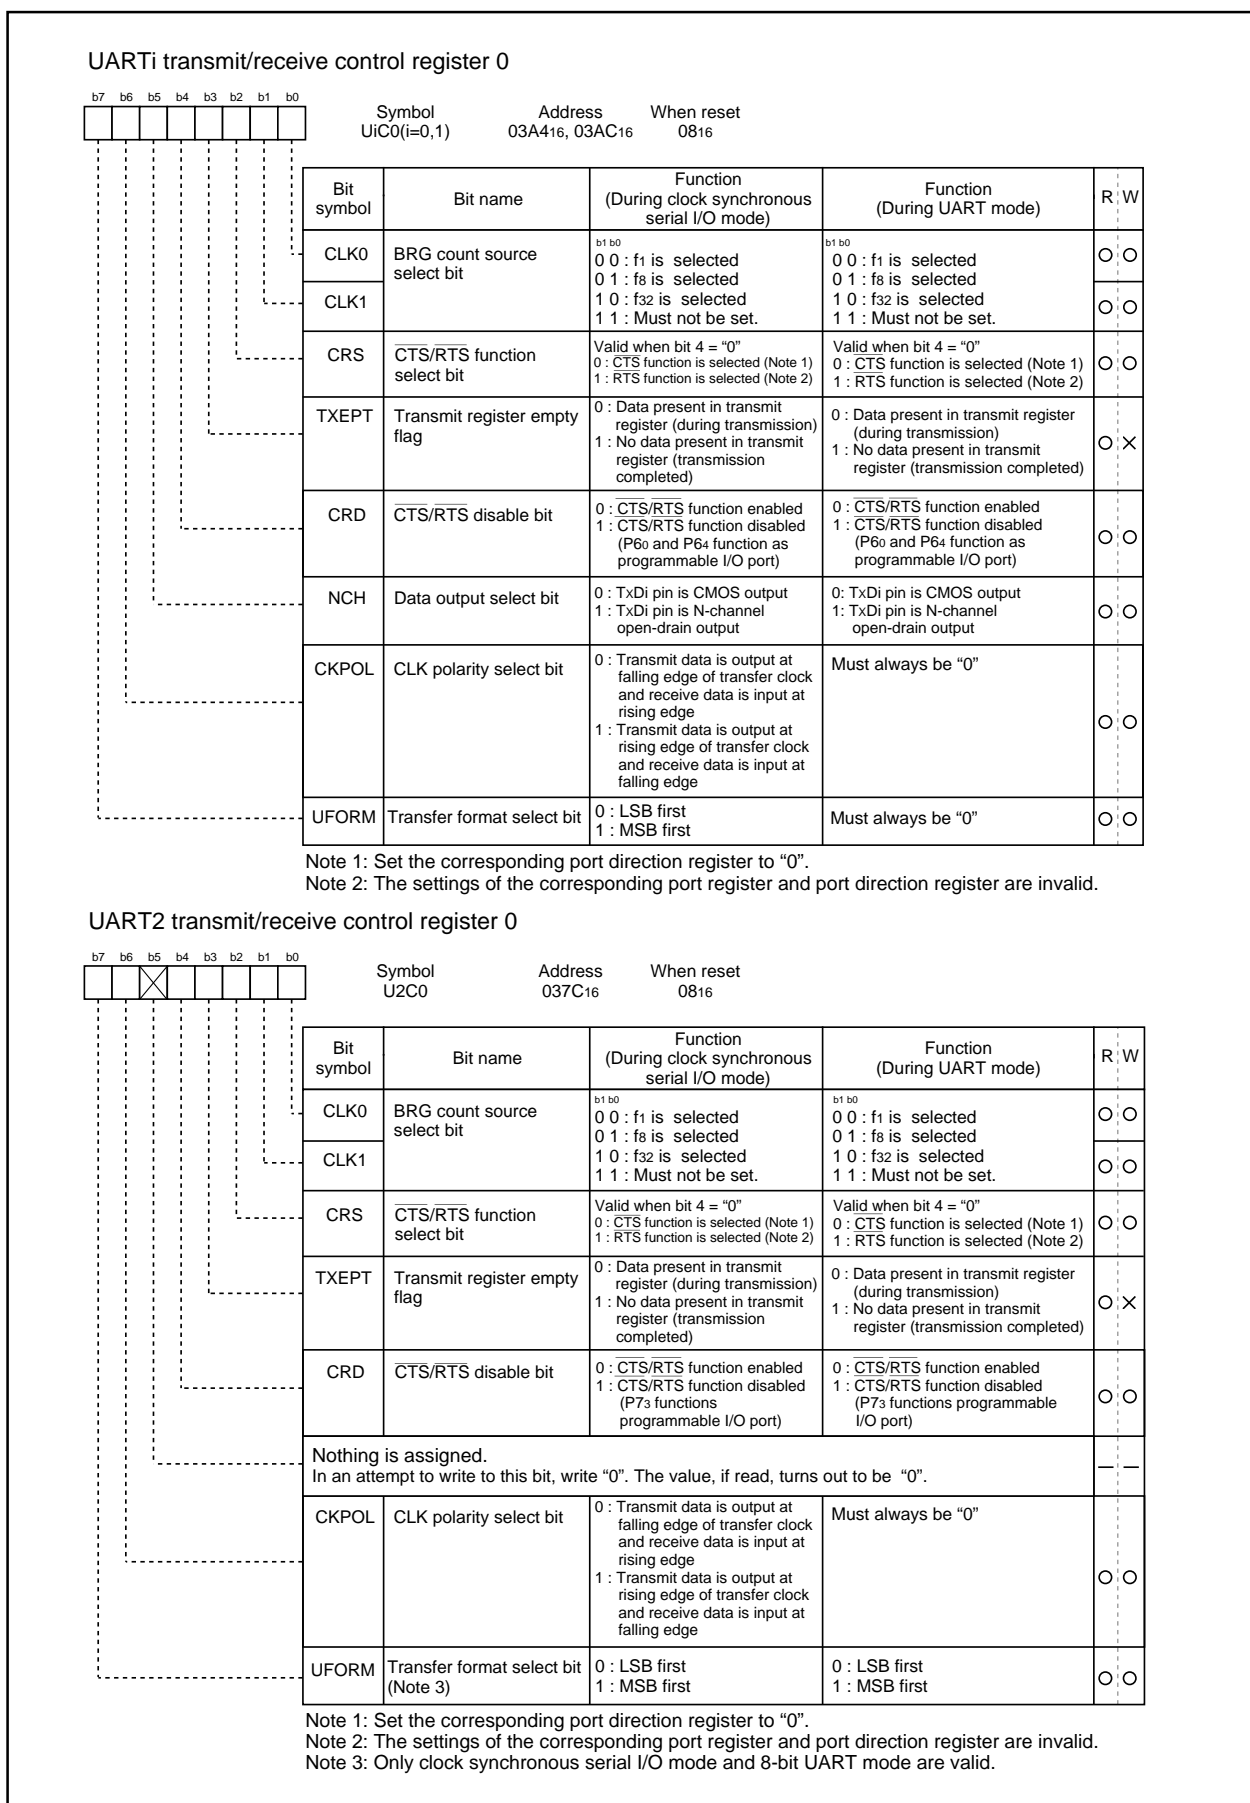 UARTi transmit/receive control register 0
b7 b6 b5 b4 b3 b2 b1 b0
Symbol Address When reset
UiC0(i=0,1) 03A416, 03AC16 0816
Bit symbol Bit name Function (During clock synchronous serial I/O mode) Function (During UART mode) R W
CLK0 BRG count source select bit
CLK1
b1 b0
0 0 : f1 is selected
0 1 : f8 is selected
1 0 : f32 is selected
1 1 : Must not be set.
b1 b0
0 0 : f1 is selected
0 1 : f8 is selected
1 0 : f32 is selected
1 1 : Must not be set.
CRS CTS/RTS function select bit
Valid when bit 4 = “0”
0 : CTS function is selected (Note 1)
1 : RTS function is selected (Note 2)
Valid when bit 4 = “0”
0 : CTS function is selected (Note 1)
1 : RTS function is selected (Note 2)
TXEPT Transmit register empty flag
0 : Data present in transmit
register (during transmission)
1 : No data present in transmit
register (transmission
completed)
0 : Data present in transmit register
(during transmission)
1 : No data present in transmit
register (transmission completed)
CRD CTS/RTS disable bit
0 : CTS/RTS function enabled
1 : CTS/RTS function disabled
(P60 and P64 function as
programmable I/O port)
0 : CTS/RTS function enabled
1 : CTS/RTS function disabled
(P60 and P64 function as
programmable I/O port)
NCH Data output select bit
0 : TXDi pin is CMOS output
1 : TXDi pin is N-channel
open-drain output
0: TXDi pin is CMOS output
1: TXDi pin is N-channel
open-drain output
CKPOL CLK polarity select bit
0 : Transmit data is output at
falling edge of transfer clock
and receive data is input at
rising edge
1 : Transmit data is output at
rising edge of transfer clock
and receive data is input at
falling edge
Must always be “0”
UFORM Transfer format select bit
0 : LSB first
1 : MSB first
Must always be “0”
Note 1: Set the corresponding port direction register to “0”.
Note 2: The settings of the corresponding port register and port direction register are invalid.
UART2 transmit/receive control register 0
b7 b6 b5 b4 b3 b2 b1 b0
Symbol Address When reset
U2C0 037C16 0816
Bit symbol Bit name Function (During clock synchronous serial I/O mode) Function (During UART mode) R W
CLK0 BRG count source select bit
CLK1
b1 b0
0 0 : f1 is selected
0 1 : f8 is selected
1 0 : f32 is selected
1 1 : Must not be set.
b1 b0
0 0 : f1 is selected
0 1 : f8 is selected
1 0 : f32 is selected
1 1 : Must not be set.
CRS CTS/RTS function select bit
Valid when bit 4 = “0”
0 : CTS function is selected (Note 1)
1 : RTS function is selected (Note 2)
Valid when bit 4 = “0”
0 : CTS function is selected (Note 1)
1 : RTS function is selected (Note 2)
TXEPT Transmit register empty flag
0 : Data present in transmit
register (during transmission)
1 : No data present in transmit
register (transmission
completed)
0 : Data present in transmit register
(during transmission)
1 : No data present in transmit
register (transmission completed)
CRD CTS/RTS disable bit
0 : CTS/RTS function enabled
1 : CTS/RTS function disabled
(P73 functions
programmable I/O port)
0 : CTS/RTS function enabled
1 : CTS/RTS function disabled
(P73 functions programmable
I/O port)
Nothing is assigned.
In an attempt to write to this bit, write “0”. The value, if read, turns out to be “0”.
CKPOL CLK polarity select bit
0 : Transmit data is output at
falling edge of transfer clock
and receive data is input at
rising edge
1 : Transmit data is output at
rising edge of transfer clock
and receive data is input at
falling edge
Must always be “0”
UFORM Transfer format select bit (Note 3)
0 : LSB first
1 : MSB first
0 : LSB first
1 : MSB first
Note 1: Set the corresponding port direction register to “0”.
Note 2: The settings of the corresponding port register and port direction register are invalid.
Note 3: Only clock synchronous serial I/O mode and 8-bit UART mode are valid.